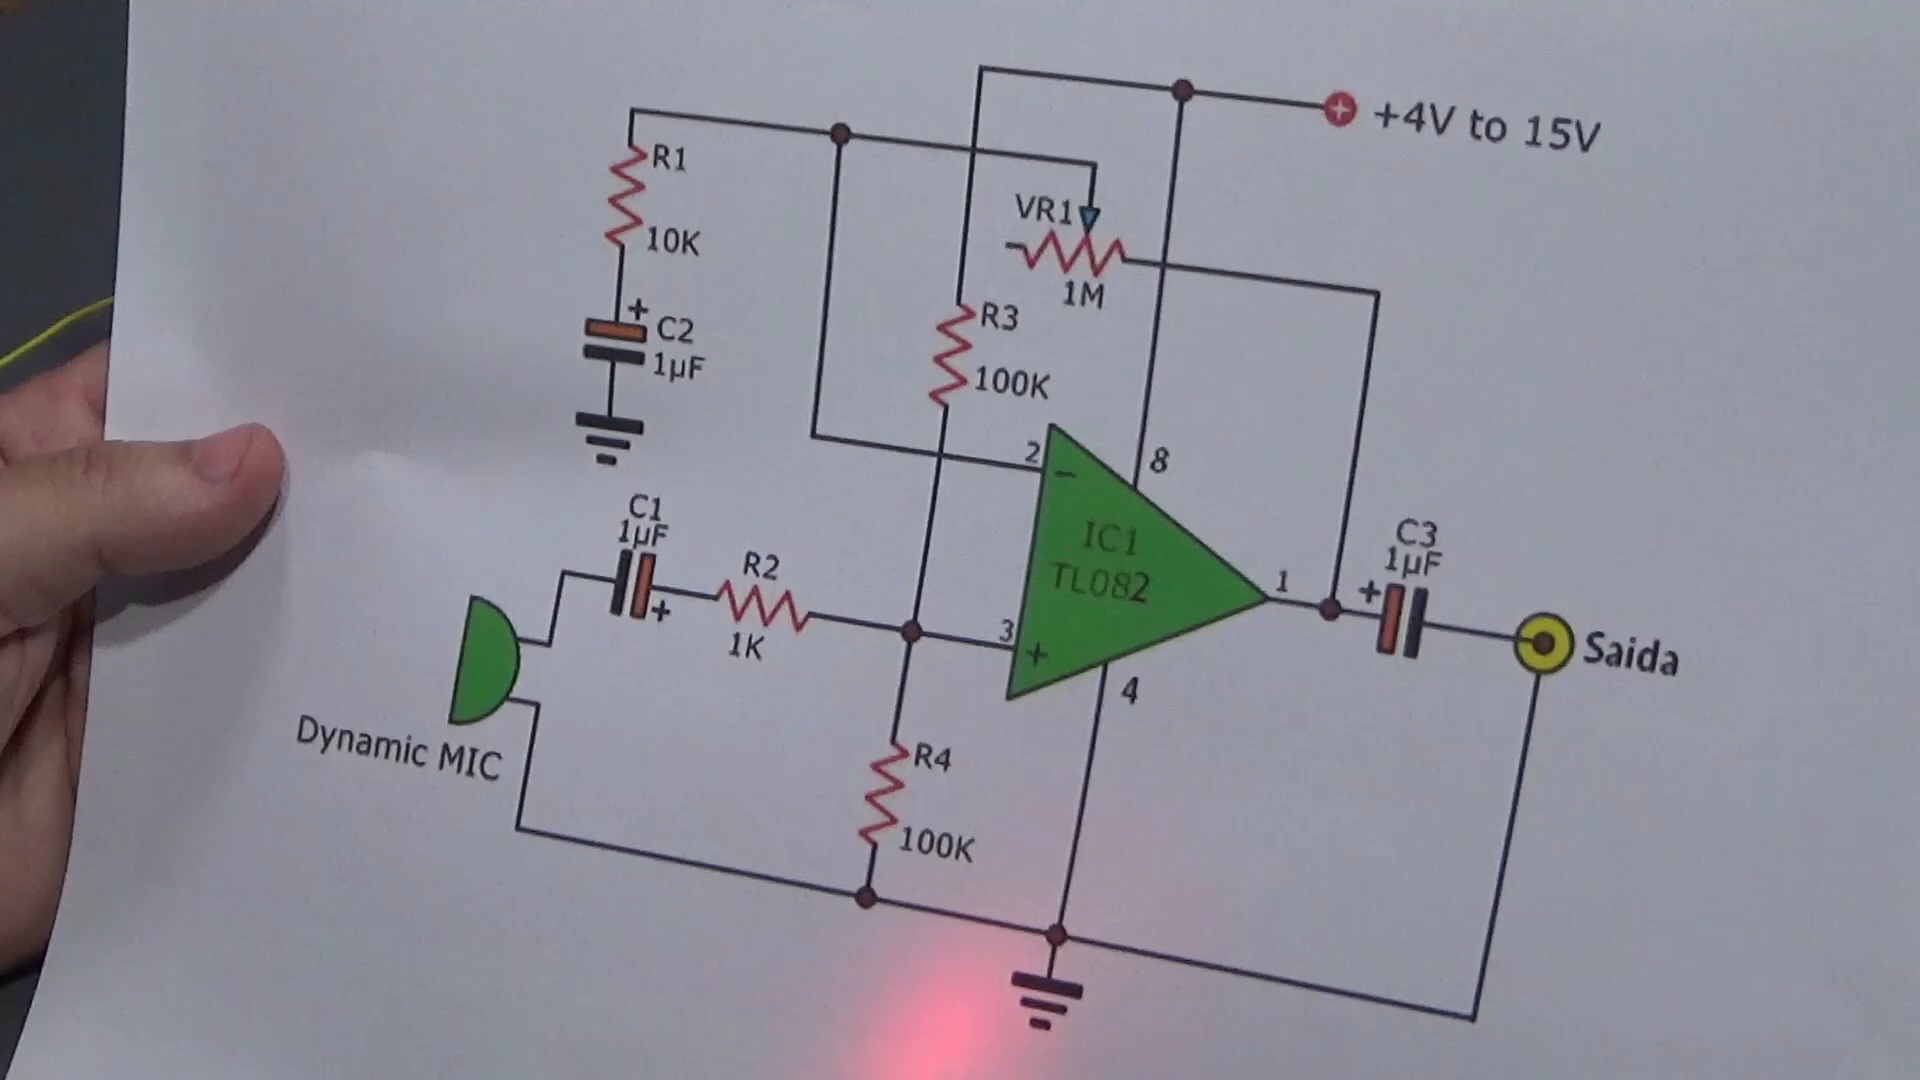 +4V to 15V
R1
10K
VR1
1M
+
C2
1µF
R3
100K
2
−
8
C1
1µF
+
R2
1K
IC1
TL082
3
+
1
C3
1µF
+
Saida
4
Dynamic MIC
R4
100K